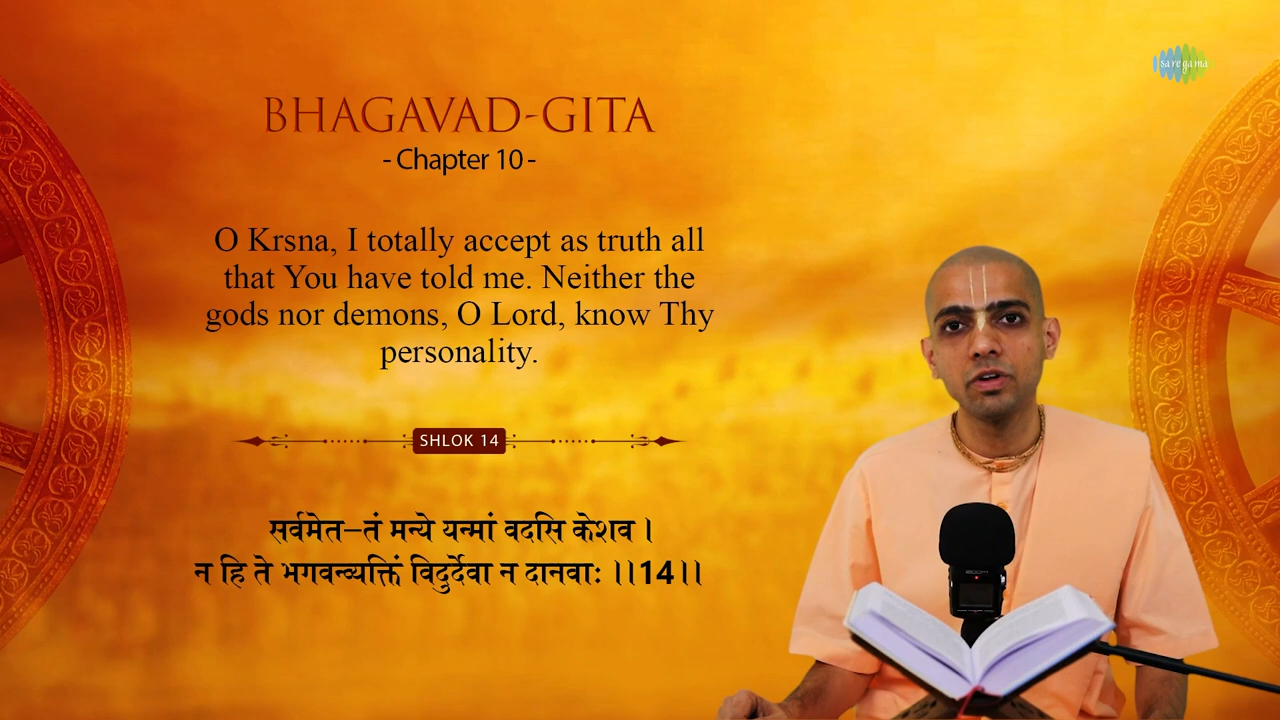 saregama
BHAGAVAD-GITA
- Chapter 10 -
O Krsna, I totally accept as truth all
that You have told me. Neither the
gods nor demons, O Lord, know Thy
personality.
SHLOK 14
सर्वमेत–तं मन्ये यन्मां वदसि केशव ।
न हि ते भगवन्व्यक्तिं विदुर्देवा न दानवाः ।।14।।